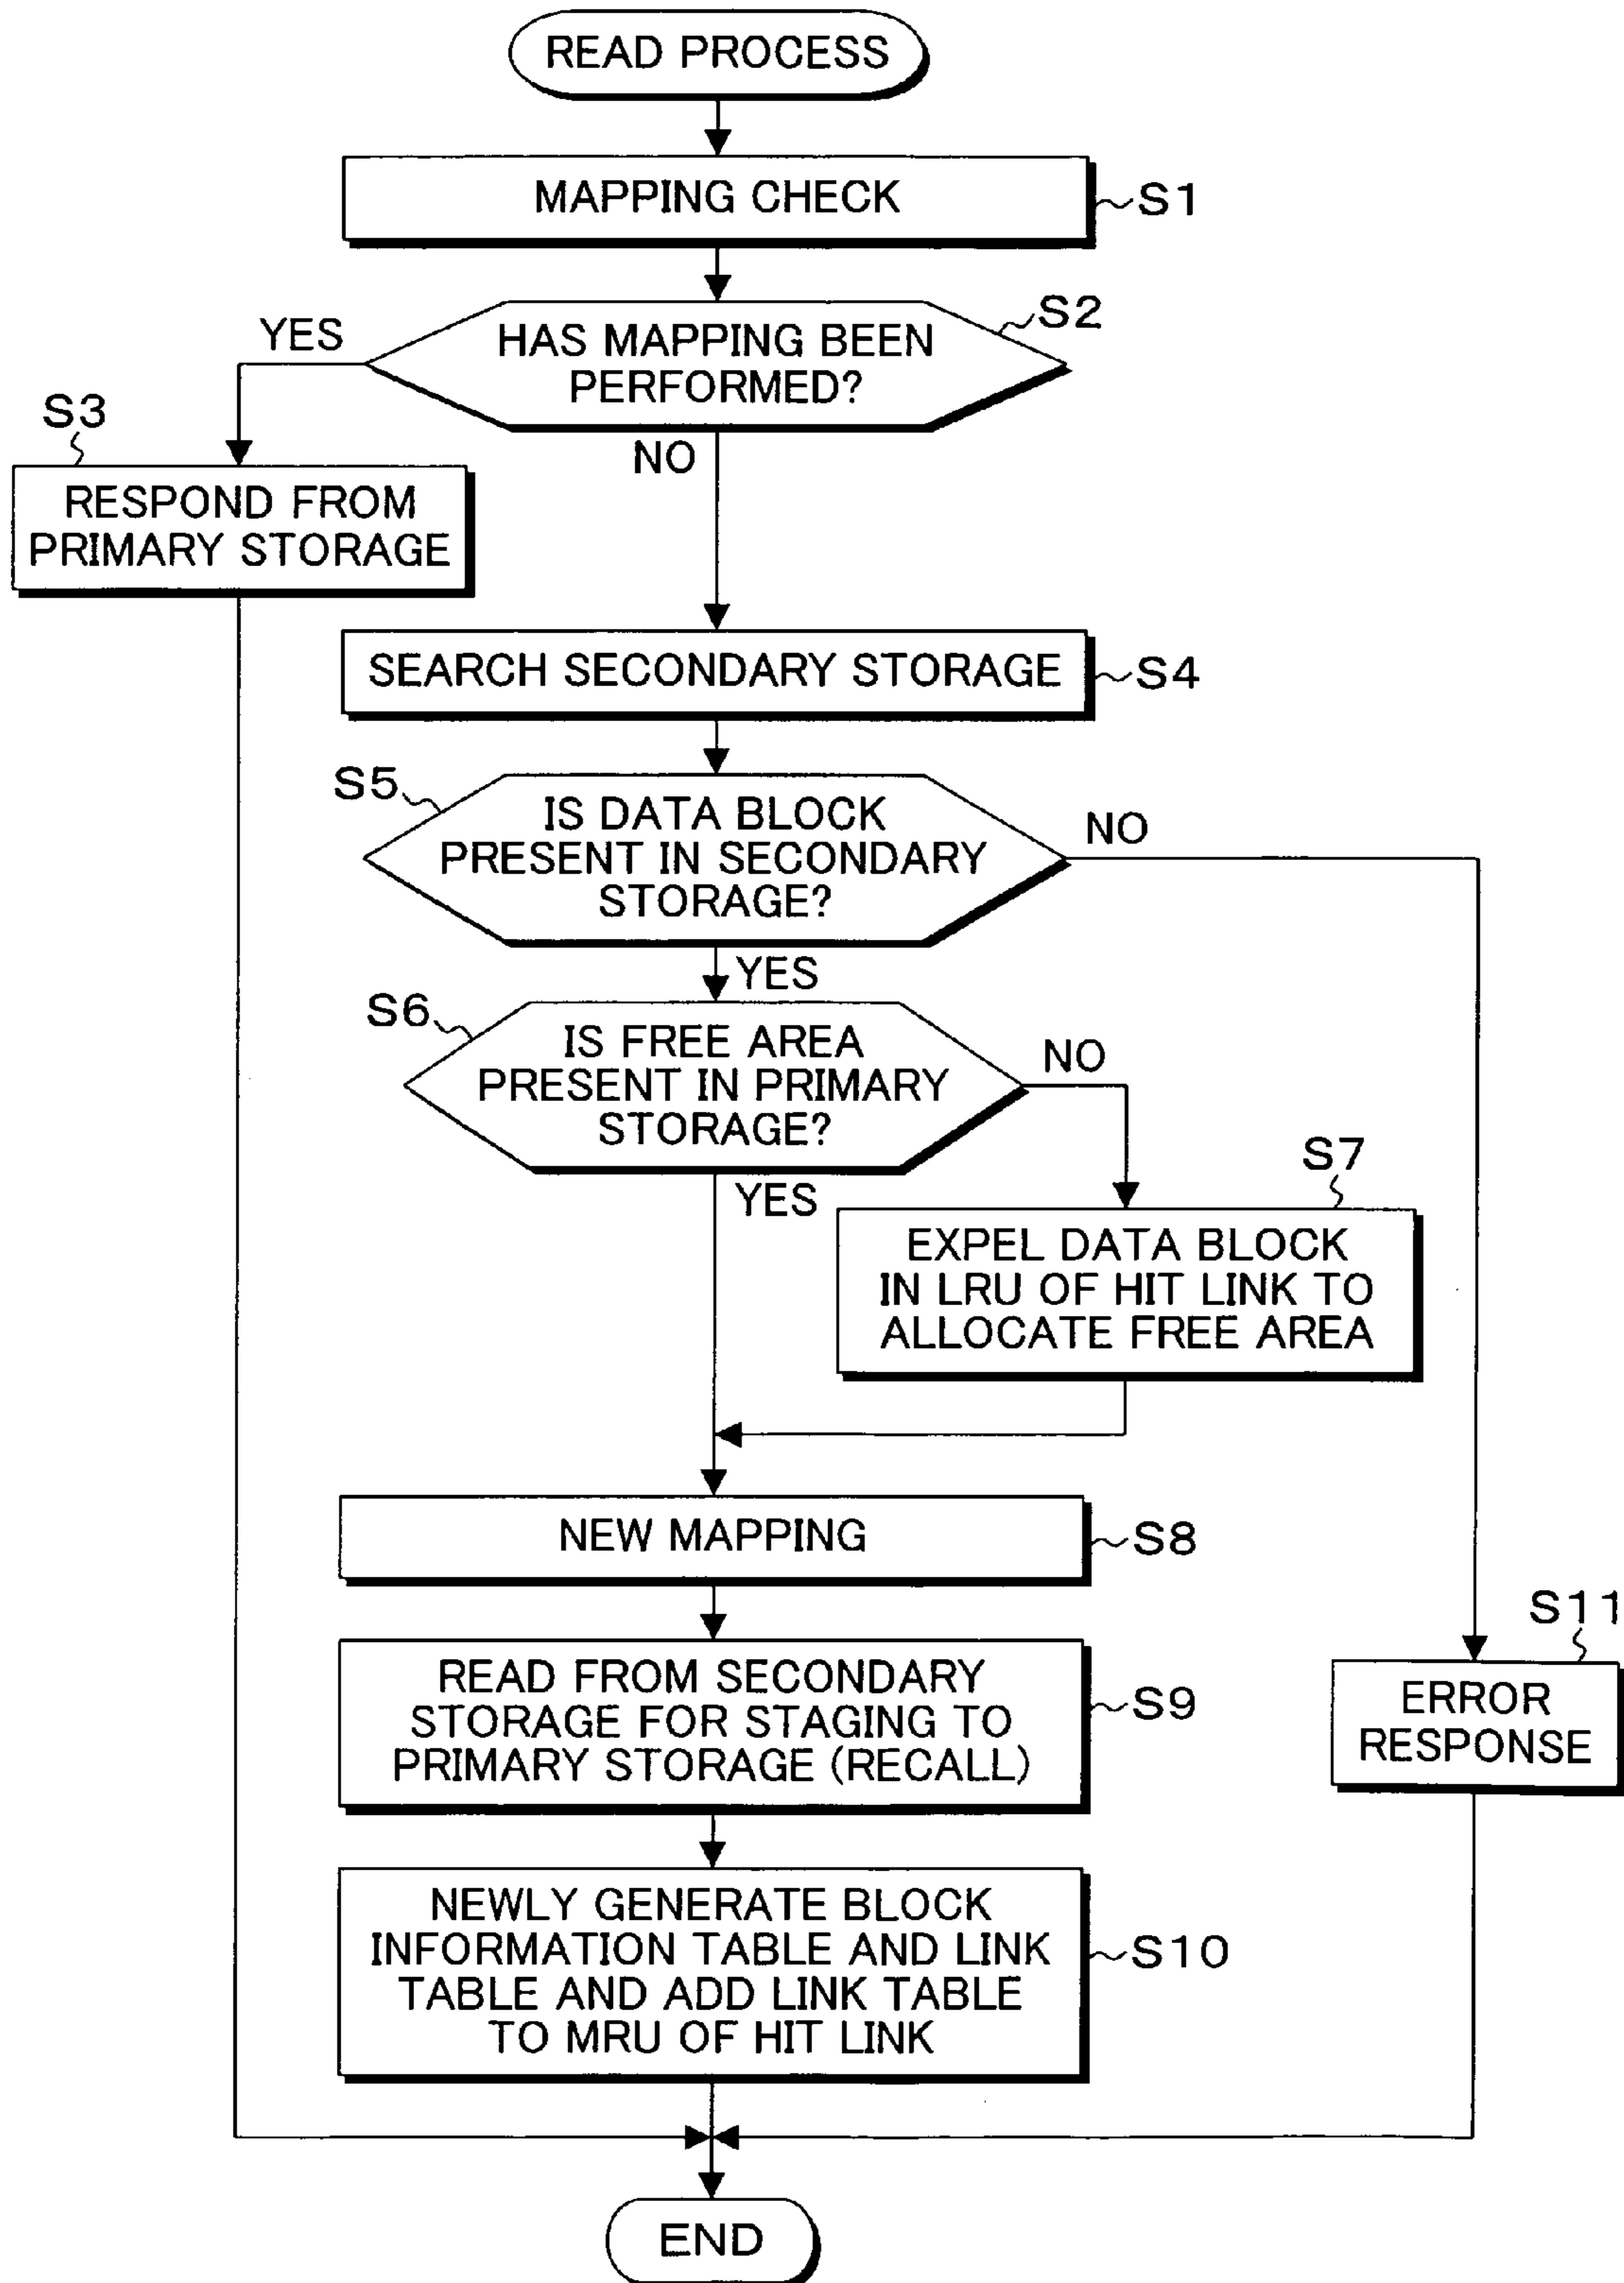 READ PROCESS
MAPPING CHECK
S1
S2
YES
HAS MAPPING BEEN
PERFORMED?
S3
NO
RESPOND FROM
PRIMARY STORAGE
SEARCH SECONDARY STORAGE
S4
S5
IS DATA BLOCK
PRESENT IN SECONDARY
STORAGE?
NO
YES
S6
IS FREE AREA
PRESENT IN PRIMARY
STORAGE?
NO
YES
S7
EXPEL DATA BLOCK
IN LRU OF HIT LINK TO
ALLOCATE FREE AREA
NEW MAPPING
S8
READ FROM SECONDARY
STORAGE FOR STAGING TO
PRIMARY STORAGE (RECALL)
S9
S11
ERROR
RESPONSE
NEWLY GENERATE BLOCK
INFORMATION TABLE AND LINK
TABLE AND ADD LINK TABLE
TO MRU OF HIT LINK
S10
END